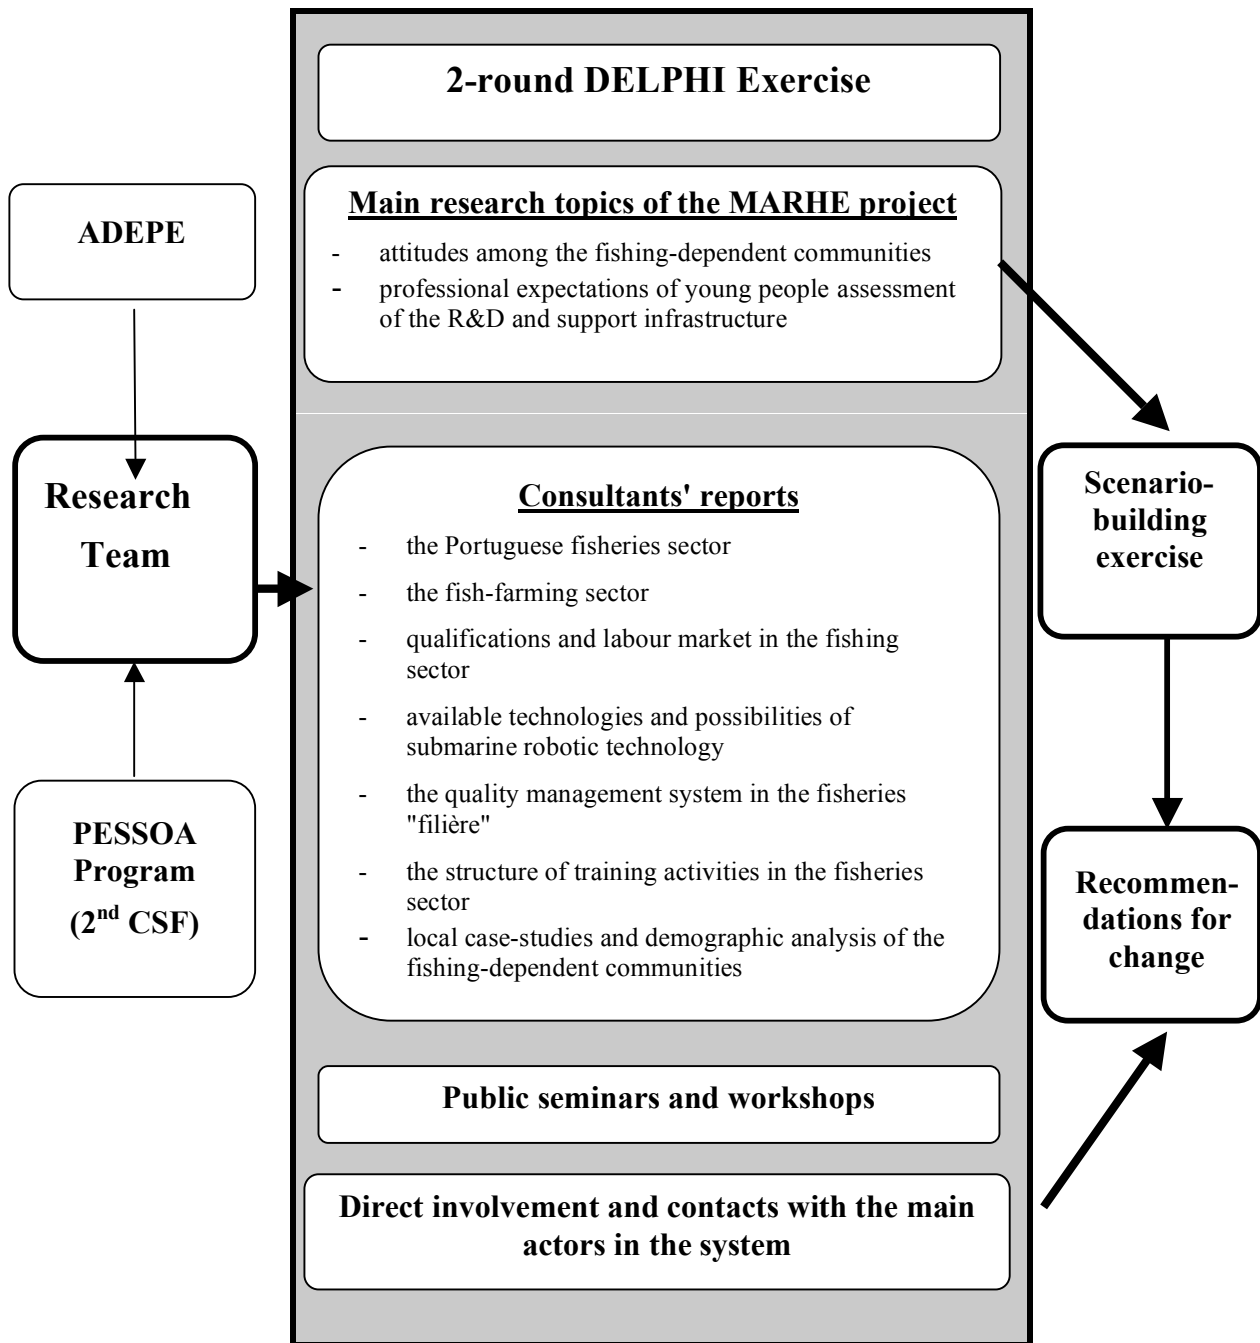 2-round DELPHI Exercise
Main research topics of the MARHE project
- attitudes among the fishing-dependent communities
- professional expectations of young people assessment
of the R&D and support infrastructure
ADEPE
Research
Team
PESSOA
Program
(2nd CSF)
Consultants' reports
- the Portuguese fisheries sector
- the fish-farming sector
- qualifications and labour market in the fishing
sector
- available technologies and possibilities of
submarine robotic technology
- the quality management system in the fisheries
"filière"
- the structure of training activities in the fisheries
sector
- local case-studies and demographic analysis of the
fishing-dependent communities
Public seminars and workshops
Direct involvement and contacts with the main
actors in the system
Scenario-
building
exercise
Recommen-
dations for
change